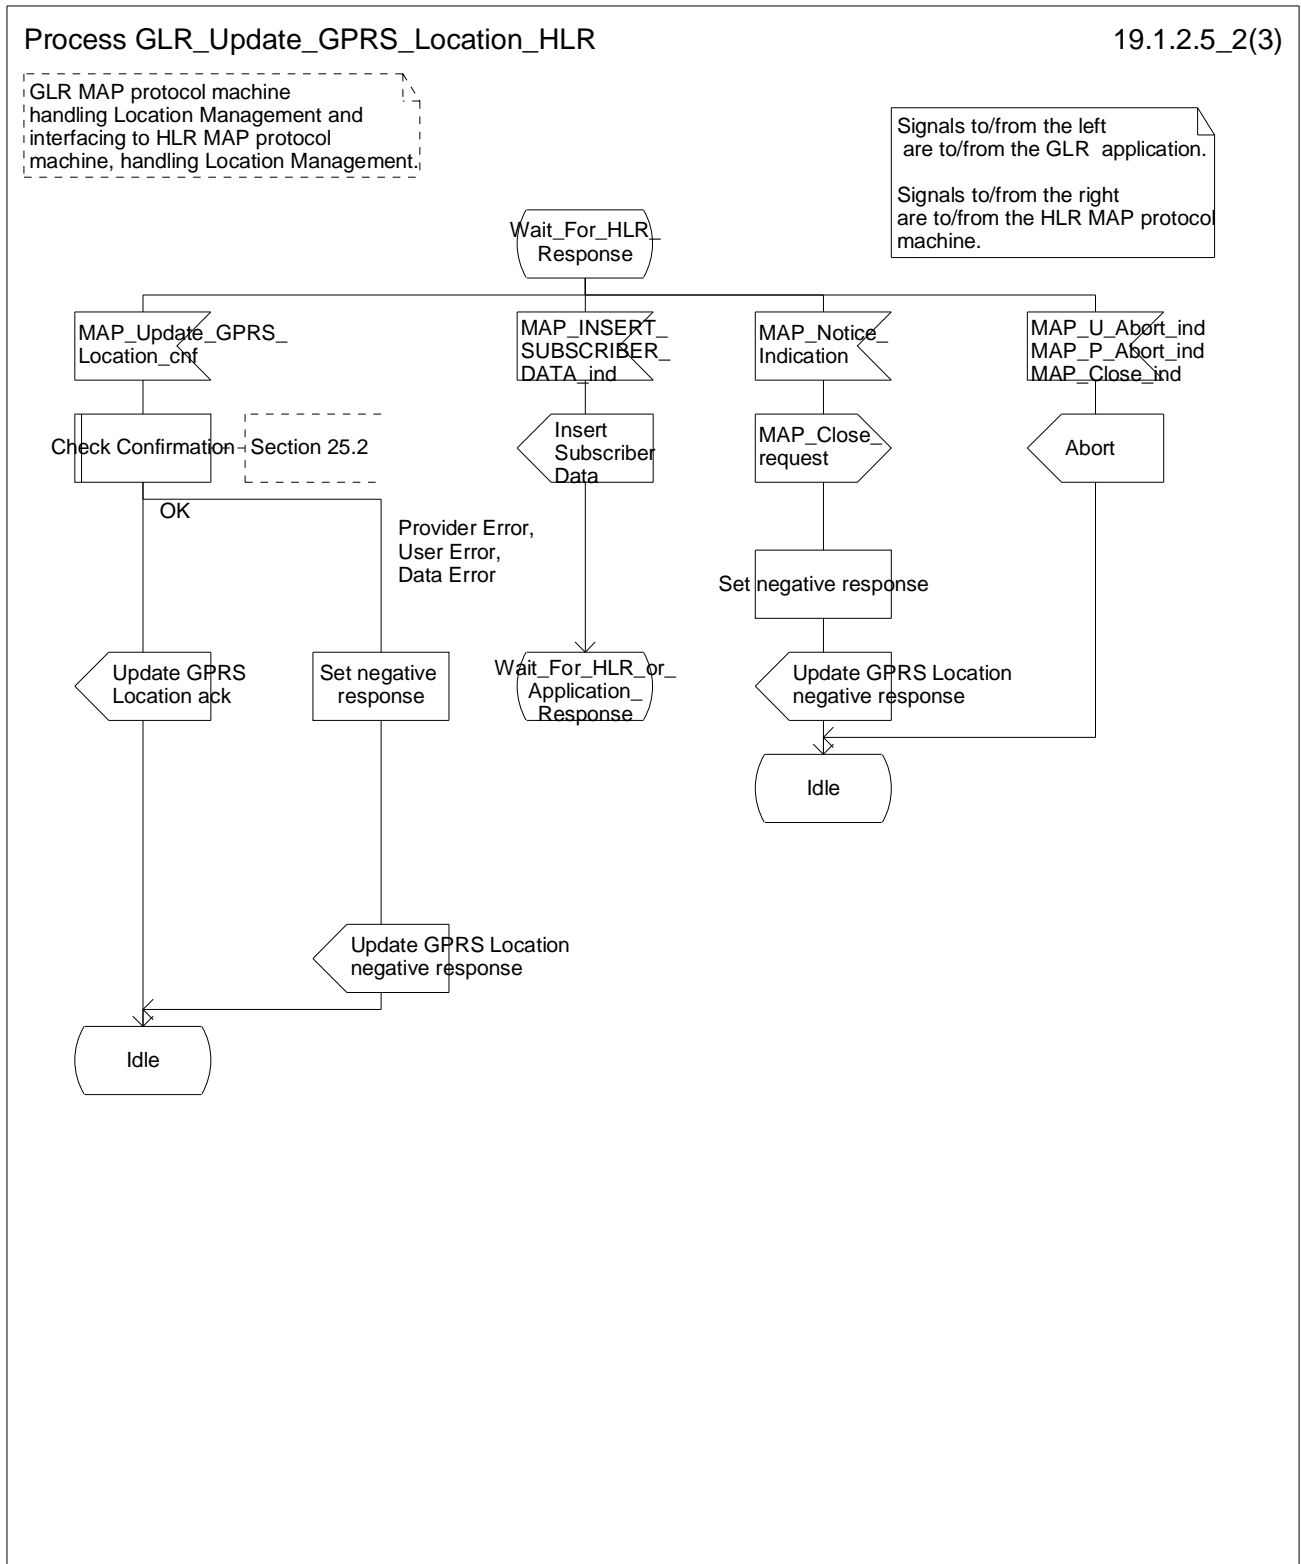 Process GLR_Update_GPRS_Location_HLR
19.1.2.5_2(3)
GLR MAP protocol machine
handling Location Management and
interfacing to HLR MAP protocol
machine, handling Location Management.
Signals to/from the left
are to/from the GLR application.
Signals to/from the right
are to/from the HLR MAP protocol
machine.
Wait_For_HLR_
Response
MAP_Update_GPRS_
Location_cnf
MAP_INSERT_
SUBSCRIBER_
DATA_ind
MAP_Notice_
Indication
MAP_U_Abort_ind
MAP_P_Abort_ind
MAP_Close_ind
Check Confirmation
Section 25.2
Insert
Subscriber
Data
MAP_Close_
request
Abort
OK
Provider Error,
User Error,
Data Error
Set negative response
Update GPRS
Location ack
Set negative
response
Wait_For_HLR_or_
Application_
Response
Update GPRS Location
negative response
Idle
Update GPRS Location
negative response
Idle